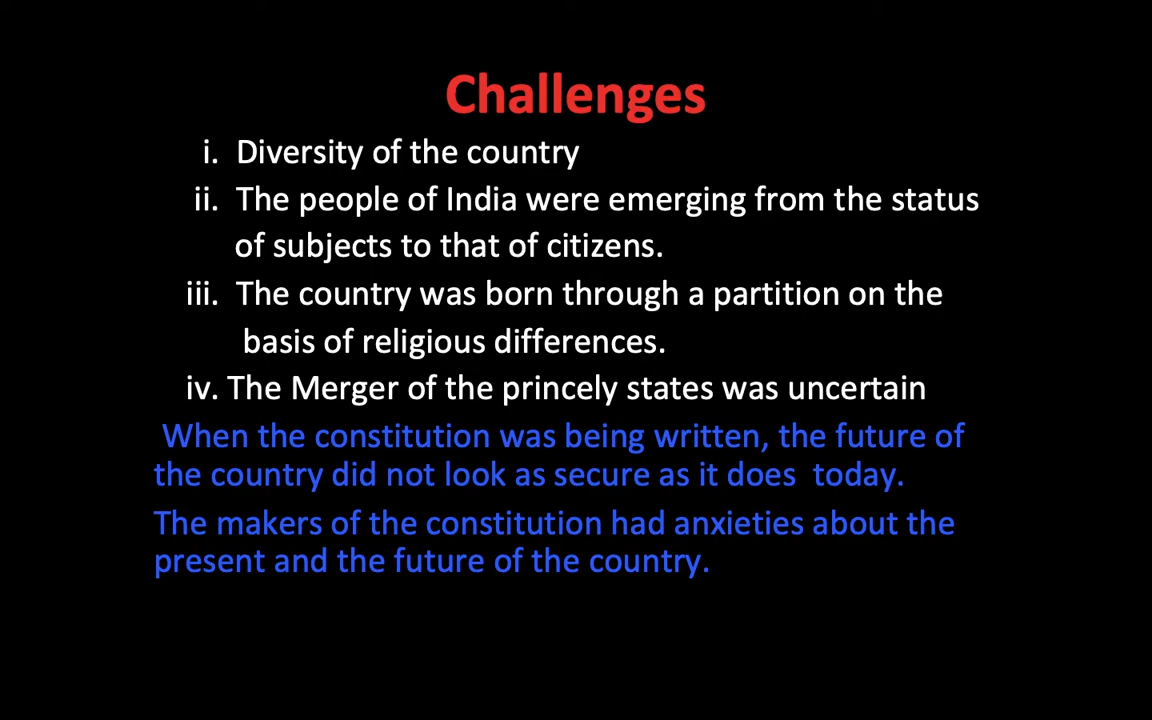 Challenges
i. Diversity of the country
ii. The people of India were emerging from the status
of subjects to that of citizens.
iii. The country was born through a partition on the
basis of religious differences.
iv. The Merger of the princely states was uncertain
When the constitution was being written, the future of
the country did not look as secure as it does today.
The makers of the constitution had anxieties about the
present and the future of the country.